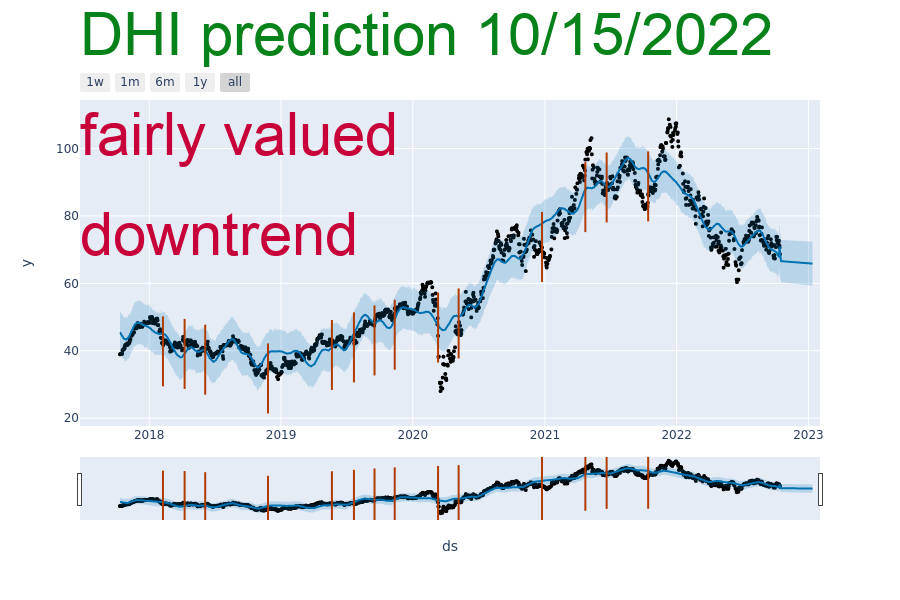 DHI prediction 10/15/2022
1w 1m 6m 1y all
fairly valued
downtrend
100
80
60
40
20
y
2018 2019 2020 2021 2022 2023
ds